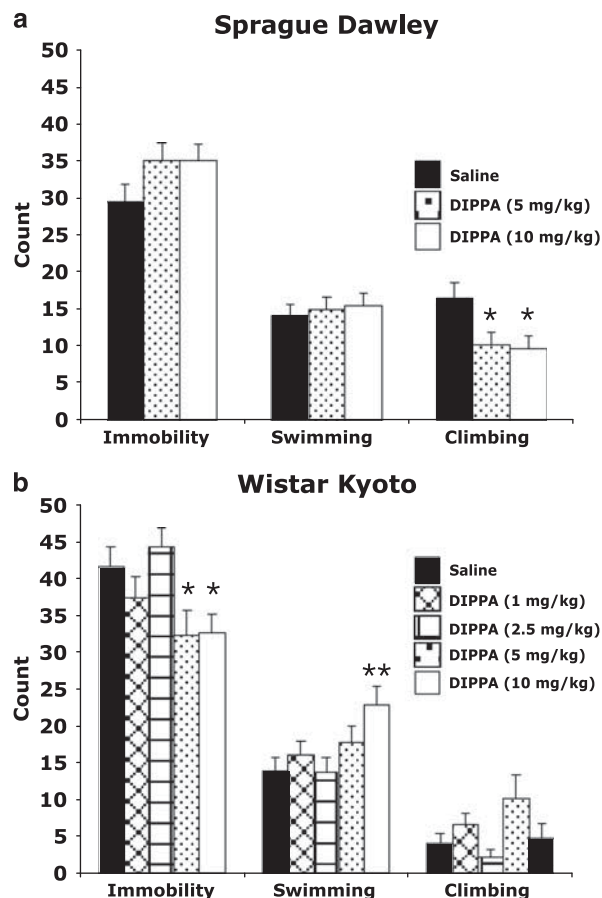 a
Sprague Dawley
50
45
40
35
30
25
20
15
10
5
0
Count
Saline
DIPPA (5 mg/kg)
DIPPA (10 mg/kg)
* *
Immobility Swimming Climbing
b
Wistar Kyoto
50
45
40
35
30
25
20
15
10
5
0
Count
Saline
DIPPA (1 mg/kg)
DIPPA (2.5 mg/kg)
DIPPA (5 mg/kg)
DIPPA (10 mg/kg)
* *
**
Immobility Swimming Climbing